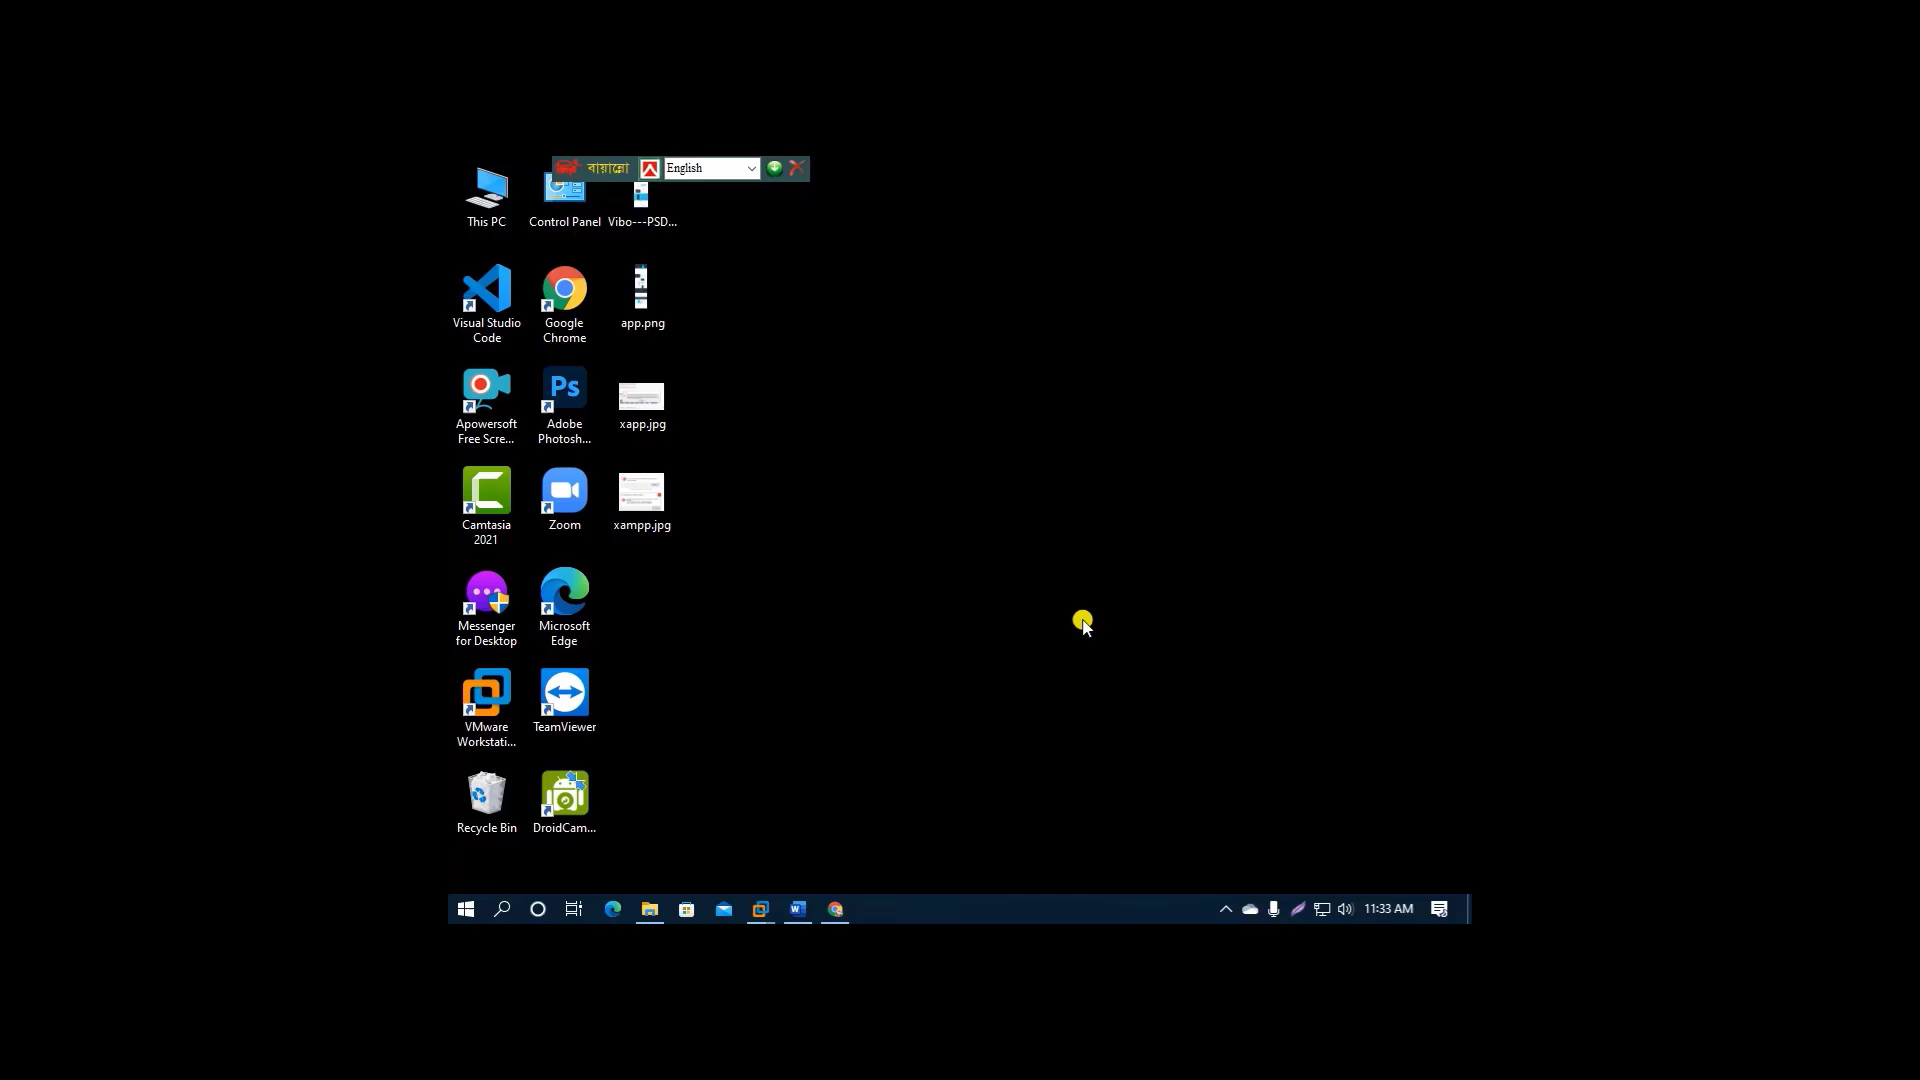 বায়ান্নো English
This PC
Control Panel
Vibo---PSD...
Visual Studio
Code
Google
Chrome
app.png
Apowersoft
Free Scre...
Ps
Adobe
Photosh...
xapp.jpg
Camtasia
2021
Zoom
xampp.jpg
Messenger
for Desktop
Microsoft
Edge
VMware
Workstati...
TeamViewer
Recycle Bin
DroidCam...
W
11:33 AM